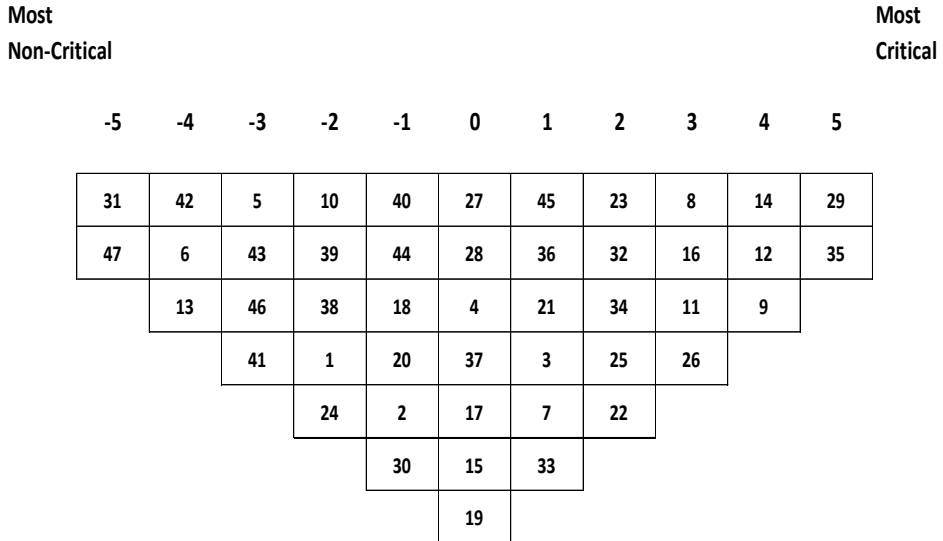 Most Most
Non-Critical Critical
-5 -4 -3 -2 -1 0 1 2 3 4 5
31 42 5 10 40 27 45 23 8 14 29
47 6 43 39 44 28 36 32 16 12 35
13 46 38 18 4 21 34 11 9
41 1 20 37 3 25 26
24 2 17 7 22
30 15 33
19